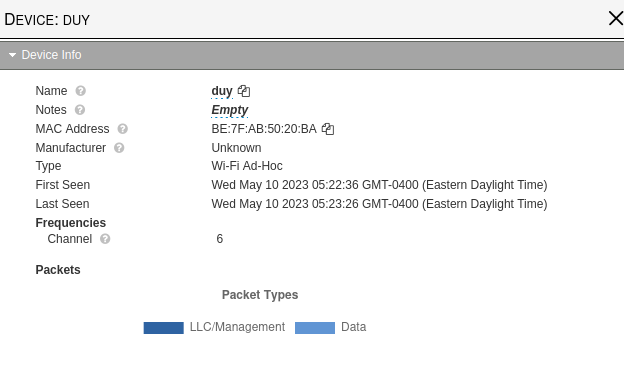 DEVICE: DUY
Device Info
Name duy
Notes Empty
MAC Address BE:7F:AB:50:20:BA
Manufacturer Unknown
Type Wi-Fi Ad-Hoc
First Seen Wed May 10 2023 05:22:36 GMT-0400 (Eastern Daylight Time)
Last Seen Wed May 10 2023 05:23:26 GMT-0400 (Eastern Daylight Time)
Frequencies
Channel 6
Packets
Packet Types
LLC/Management Data